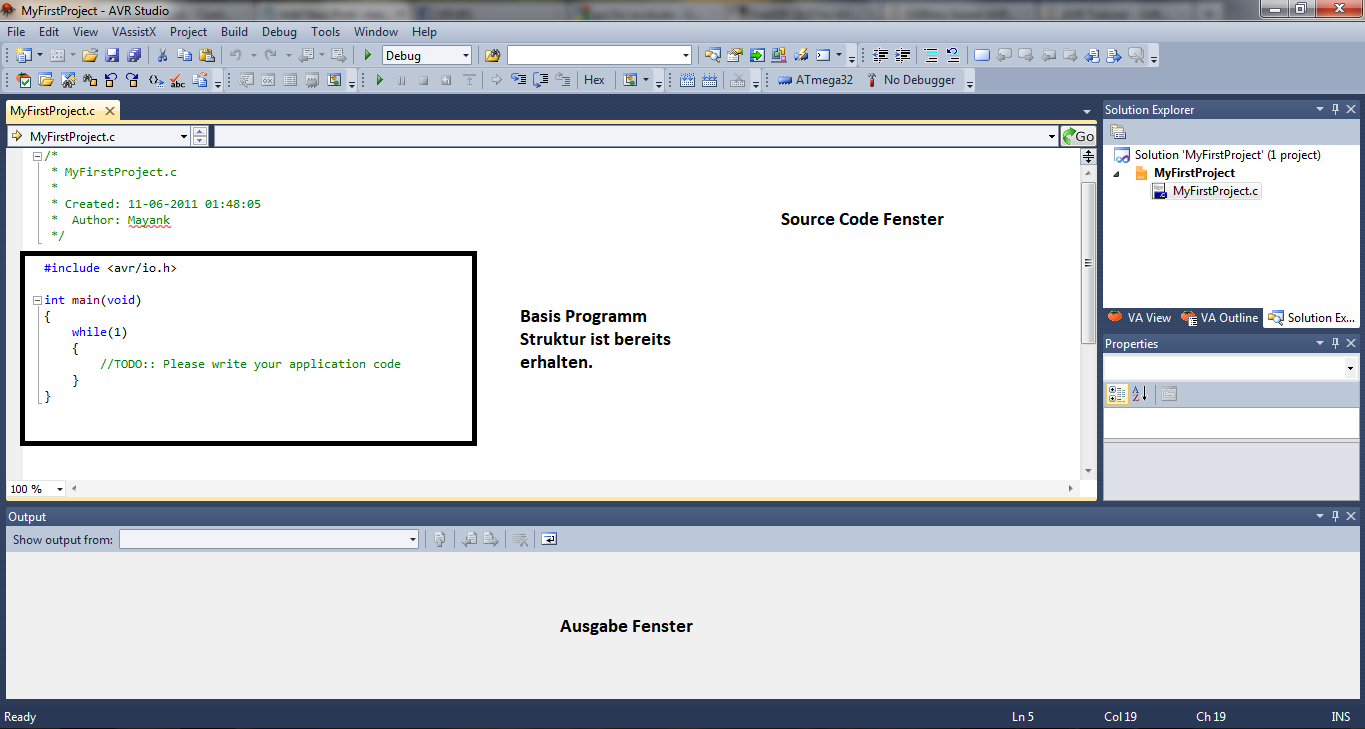 MyFirstProject - AVR Studio
File Edit View VAssistX Project Build Debug Tools Window Help
Debug
Hex ATmega32 No Debugger
MyFirstProject.c
MyFirstProject.c
Go
/*
* MyFirstProject.c
*
* Created: 11-06-2011 01:48:05
* Author: Mayank
*/
Source Code Fenster
#include <avr/io.h>
int main(void)
{
while(1)
{
//TODO:: Please write your application code
}
}
Basis Programm
Struktur ist bereits
erhalten.
100 %
Solution Explorer
Solution 'MyFirstProject' (1 project)
MyFirstProject
MyFirstProject.c
VA View VA Outline Solution Ex...
Properties
Output
Show output from:
Ausgabe Fenster
Ready Ln 5 Col 19 Ch 19 INS